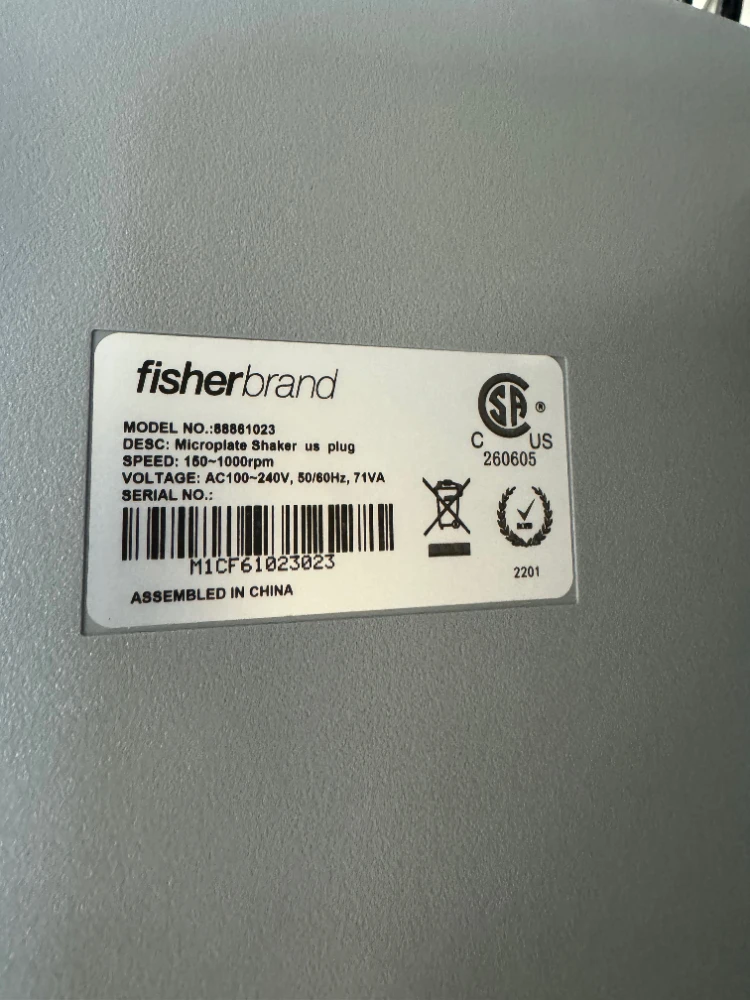 fisherbrand
MODEL NO.:88861023
DESC: Microplate Shaker us plug
SPEED: 150~1000rpm
VOLTAGE: AC100~240V, 50/60Hz, 71VA
SERIAL NO.:
M1CF61023023
ASSEMBLED IN CHINA
SA ®
C US
260605
2201